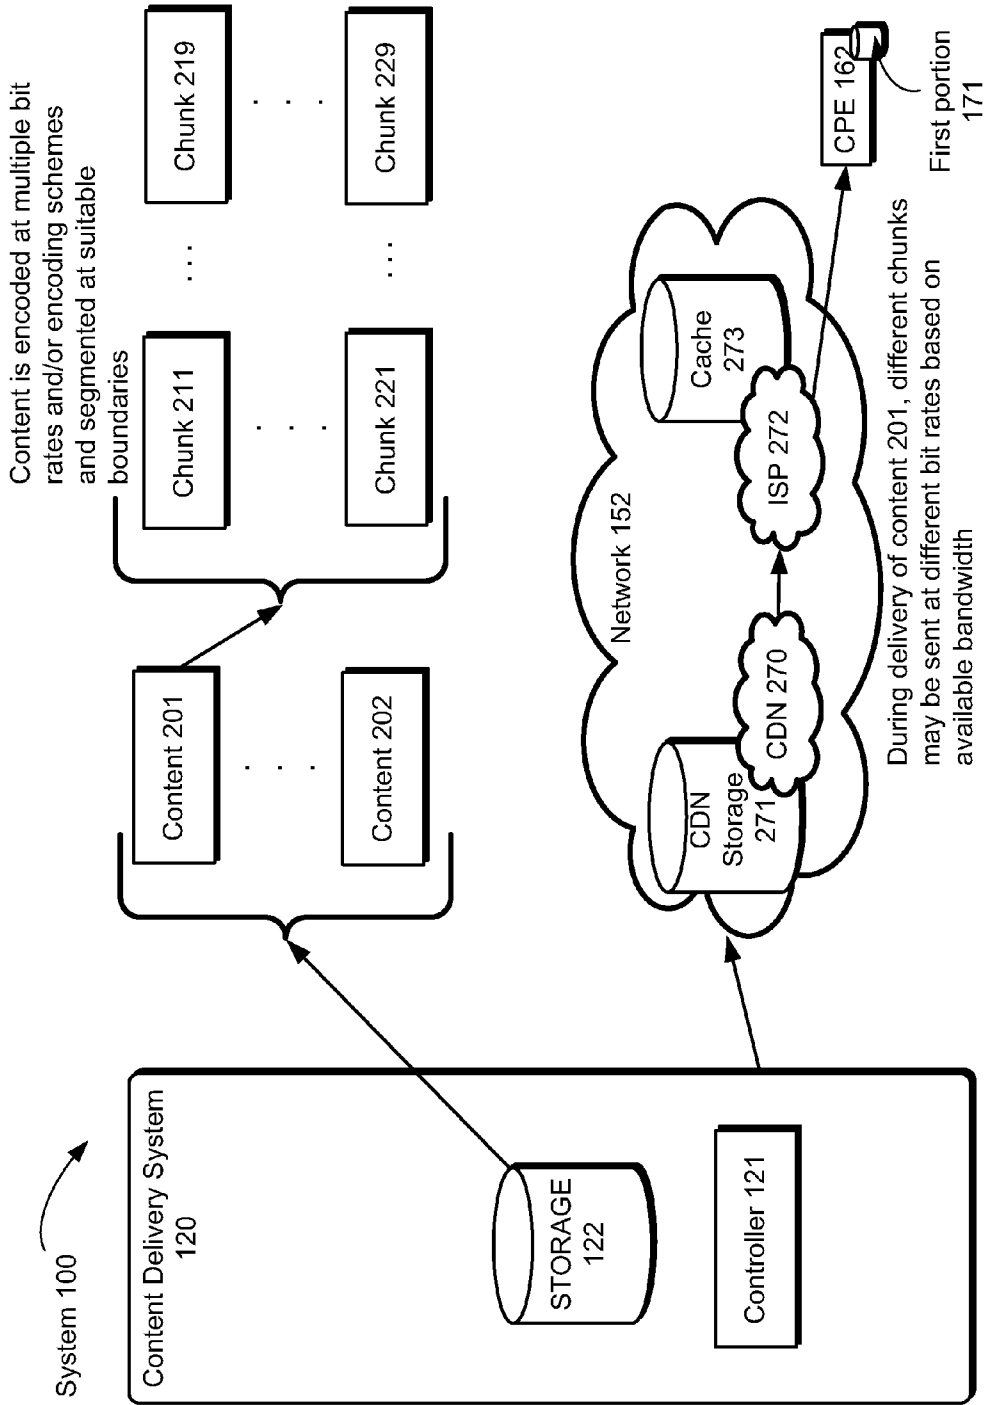 System 100
Content Delivery System
120
STORAGE
122
Controller 121
Content 201
. . .
Content 202
Content is encoded at multiple bit
rates and/or encoding schemes
and segmented at suitable
boundaries
Chunk 211
...
Chunk 219
. . .
. . .
Chunk 221
...
Chunk 229
Network 152
CDN
Storage
271
CDN 270
ISP 272
Cache
273
CPE 162
First portion
171
During delivery of content 201, different chunks
may be sent at different bit rates based on
available bandwidth